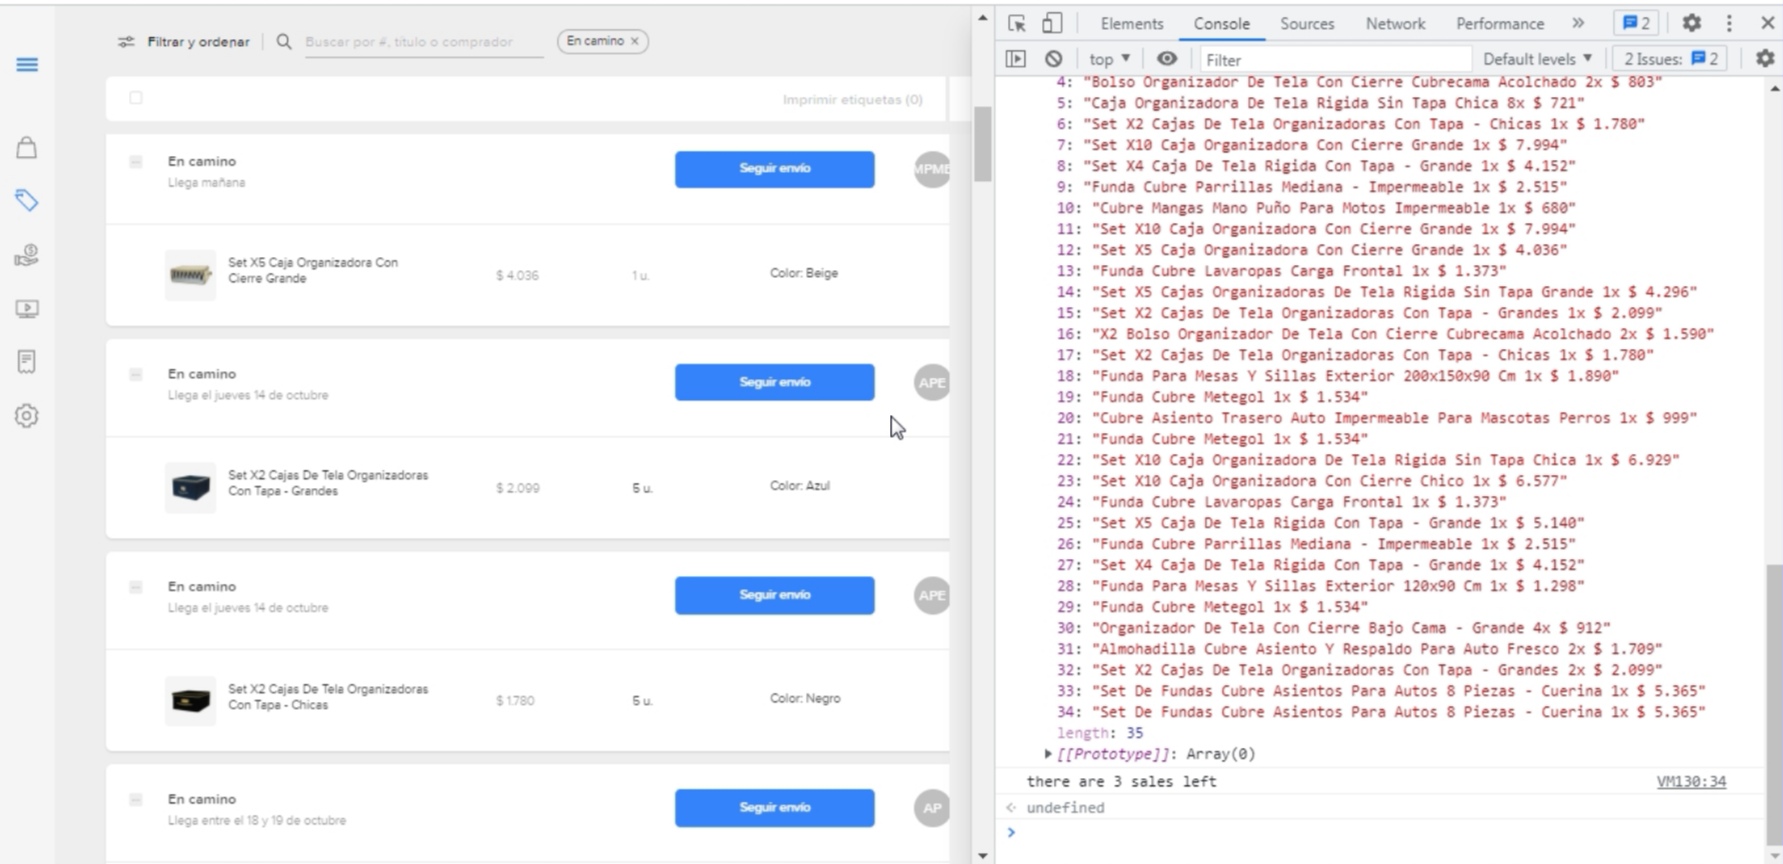 Filtrar y ordenar
Buscar por #, título o comprador
En camino ×
Imprimir etiquetas (0)
En camino
Llega mañana
Seguir envío
MPME
Set X5 Caja Organizadora Con
Cierre Grande
$ 4.036
1 u.
Color: Beige
En camino
Llega el jueves 14 de octubre
Seguir envío
APE
Set X2 Cajas De Tela Organizadoras
Con Tapa - Grandes
$ 2.099
5 u.
Color: Azul
En camino
Llega el jueves 14 de octubre
Seguir envío
APE
Set X2 Cajas De Tela Organizadoras
Con Tapa - Chicas
$ 1.780
5 u.
Color: Negro
En camino
Llega entre el 18 y 19 de octubre
Seguir envío
AP
Elements Console Sources Network Performance » 2
top Filter Default levels 2 Issues: 2
4: "Bolso Organizador De Tela Con Cierre Cubrecama Acolchado 2x $ 803"
5: "Caja Organizadora De Tela Rigida Sin Tapa Chica 8x $ 721"
6: "Set X2 Cajas De Tela Organizadoras Con Tapa - Chicas 1x $ 1.780"
7: "Set X10 Caja Organizadora Con Cierre Grande 1x $ 7.994"
8: "Set X4 Caja De Tela Rigida Con Tapa - Grande 1x $ 4.152"
9: "Funda Cubre Parrillas Mediana - Impermeable 1x $ 2.515"
10: "Cubre Mangas Mano Puño Para Motos Impermeable 1x $ 680"
11: "Set X10 Caja Organizadora Con Cierre Grande 1x $ 7.994"
12: "Set X5 Caja Organizadora Con Cierre Grande 1x $ 4.036"
13: "Funda Cubre Lavaropas Carga Frontal 1x $ 1.373"
14: "Set X5 Cajas Organizadoras De Tela Rigida Sin Tapa Grande 1x $ 4.296"
15: "Set X2 Cajas De Tela Organizadoras Con Tapa - Grandes 1x $ 2.099"
16: "X2 Bolso Organizador De Tela Con Cierre Cubrecama Acolchado 2x $ 1.590"
17: "Set X2 Cajas De Tela Organizadoras Con Tapa - Chicas 1x $ 1.780"
18: "Funda Para Mesas Y Sillas Exterior 200x150x90 Cm 1x $ 1.890"
19: "Funda Cubre Metegol 1x $ 1.534"
20: "Cubre Asiento Trasero Auto Impermeable Para Mascotas Perros 1x $ 999"
21: "Funda Cubre Metegol 1x $ 1.534"
22: "Set X10 Caja Organizadora De Tela Rigida Sin Tapa Chica 1x $ 6.929"
23: "Set X10 Caja Organizadora Con Cierre Chico 1x $ 6.577"
24: "Funda Cubre Lavaropas Carga Frontal 1x $ 1.373"
25: "Set X5 Caja De Tela Rigida Con Tapa - Grande 1x $ 5.140"
26: "Funda Cubre Parrillas Mediana - Impermeable 1x $ 2.515"
27: "Set X4 Caja De Tela Rigida Con Tapa - Grande 1x $ 4.152"
28: "Funda Para Mesas Y Sillas Exterior 120x90 Cm 1x $ 1.298"
29: "Funda Cubre Metegol 1x $ 1.534"
30: "Organizador De Tela Con Cierre Bajo Cama - Grande 4x $ 912"
31: "Almohadilla Cubre Asiento Y Respaldo Para Auto Fresco 2x $ 1.709"
32: "Set X2 Cajas De Tela Organizadoras Con Tapa - Grandes 2x $ 2.099"
33: "Set De Fundas Cubre Asientos Para Autos 8 Piezas - Cuerina 1x $ 5.365"
34: "Set De Fundas Cubre Asientos Para Autos 8 Piezas - Cuerina 1x $ 5.365"
length: 35
[[Prototype]]: Array(0)
there are 3 sales left VM130:34
undefined